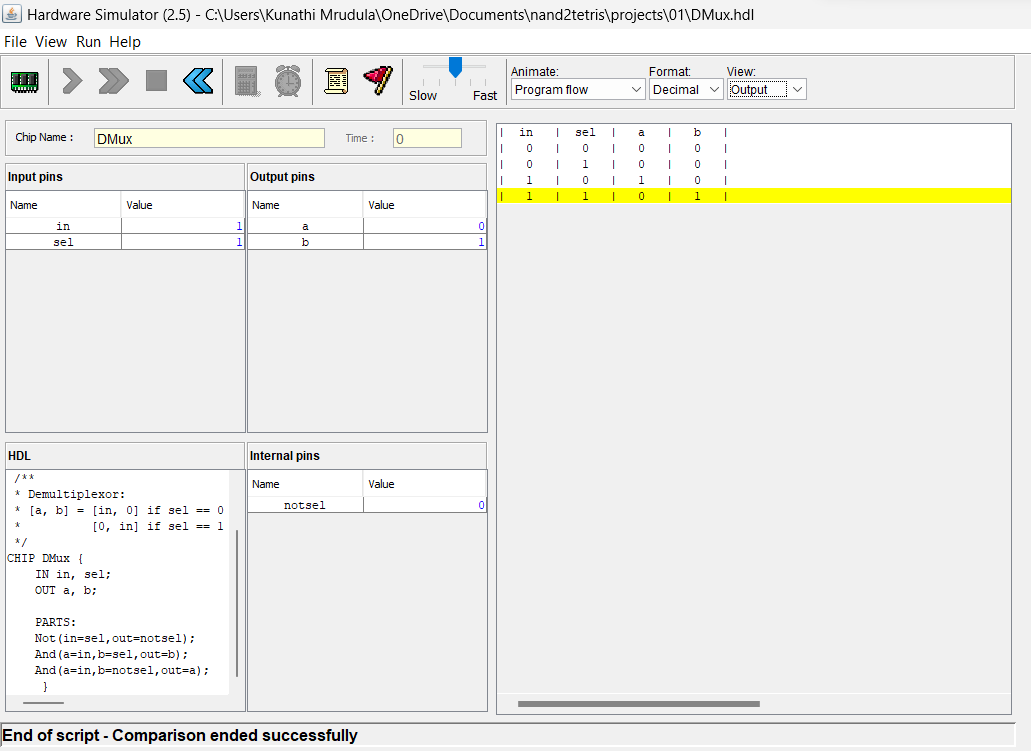 Hardware Simulator (2.5) - C:\Users\Kunathi Mrudula\OneDrive\Documents\nand2tetris\projects\01\DMux.hdl
File View Run Help
Animate: Format: View:
Slow Fast Program flow Decimal Output
Chip Name : DMux Time : 0
Input pins Output pins
Name Value Name Value
in 1 a 0
sel 1 b 1
| in | sel | a | b |
| 0 | 0 | 0 | 0 |
| 0 | 1 | 0 | 0 |
| 1 | 0 | 1 | 0 |
| 1 | 1 | 0 | 1 |
HDL
/**
* Demultiplexor:
* [a, b] = [in, 0] if sel == 0
* [0, in] if sel == 1
*/
CHIP DMux {
IN in, sel;
OUT a, b;
PARTS:
Not(in=sel,out=notsel);
And(a=in,b=sel,out=b);
And(a=in,b=notsel,out=a);
}
Internal pins
Name Value
notsel 0
End of script - Comparison ended successfully